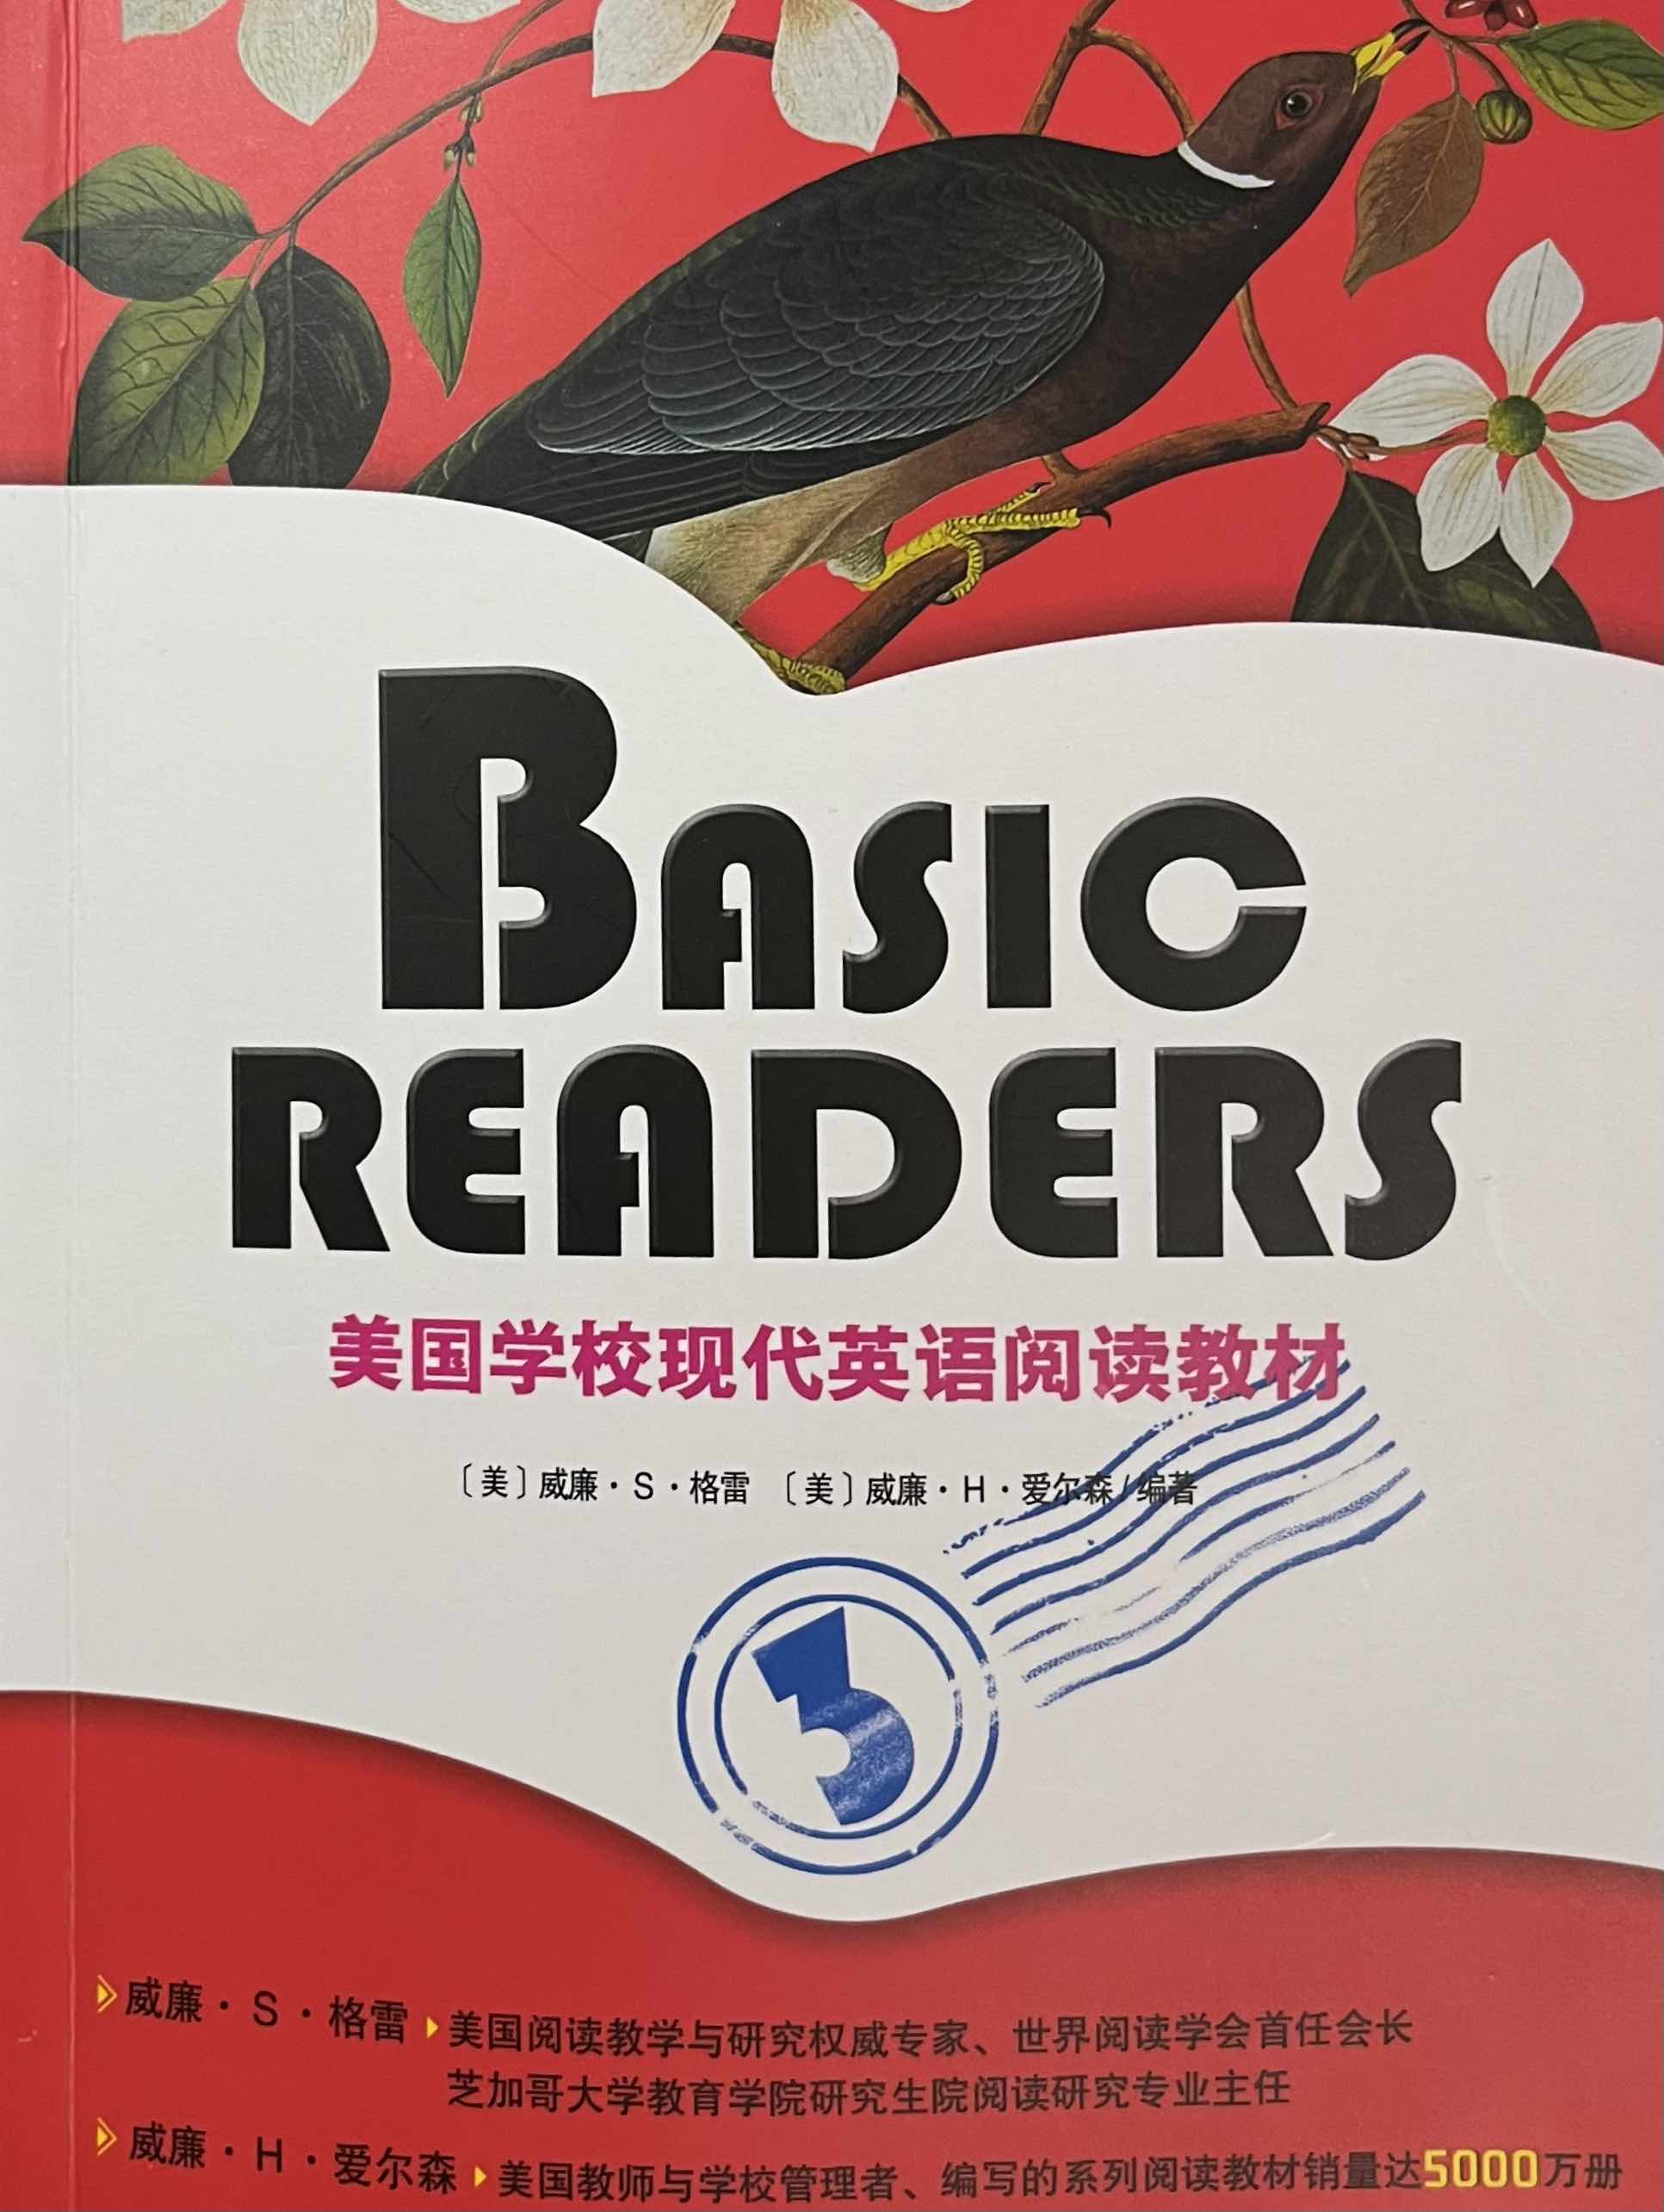 BASIC
READERS
美国学校现代英语阅读教材
〔美〕威廉·S·格雷 〔美〕威廉·H·爱尔森/编著
3
威廉·S·格雷 美国阅读教学与研究权威专家、世界阅读学会首任会长
芝加哥大学教育学院研究生院阅读研究专业主任
威廉·H·爱尔森 美国教师与学校管理者、编写的系列阅读教材销量达5000万册